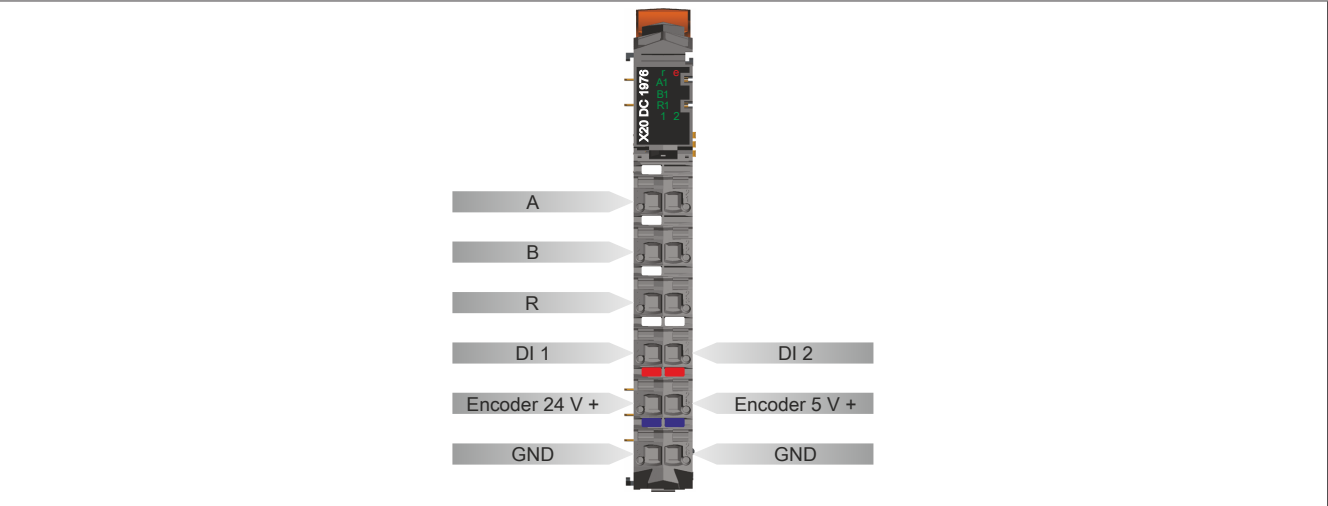 X20 DC 1976
r e
A1
B1
R1
1 2
A
B
R
DI 1 DI 2
Encoder 24 V + Encoder 5 V +
GND GND